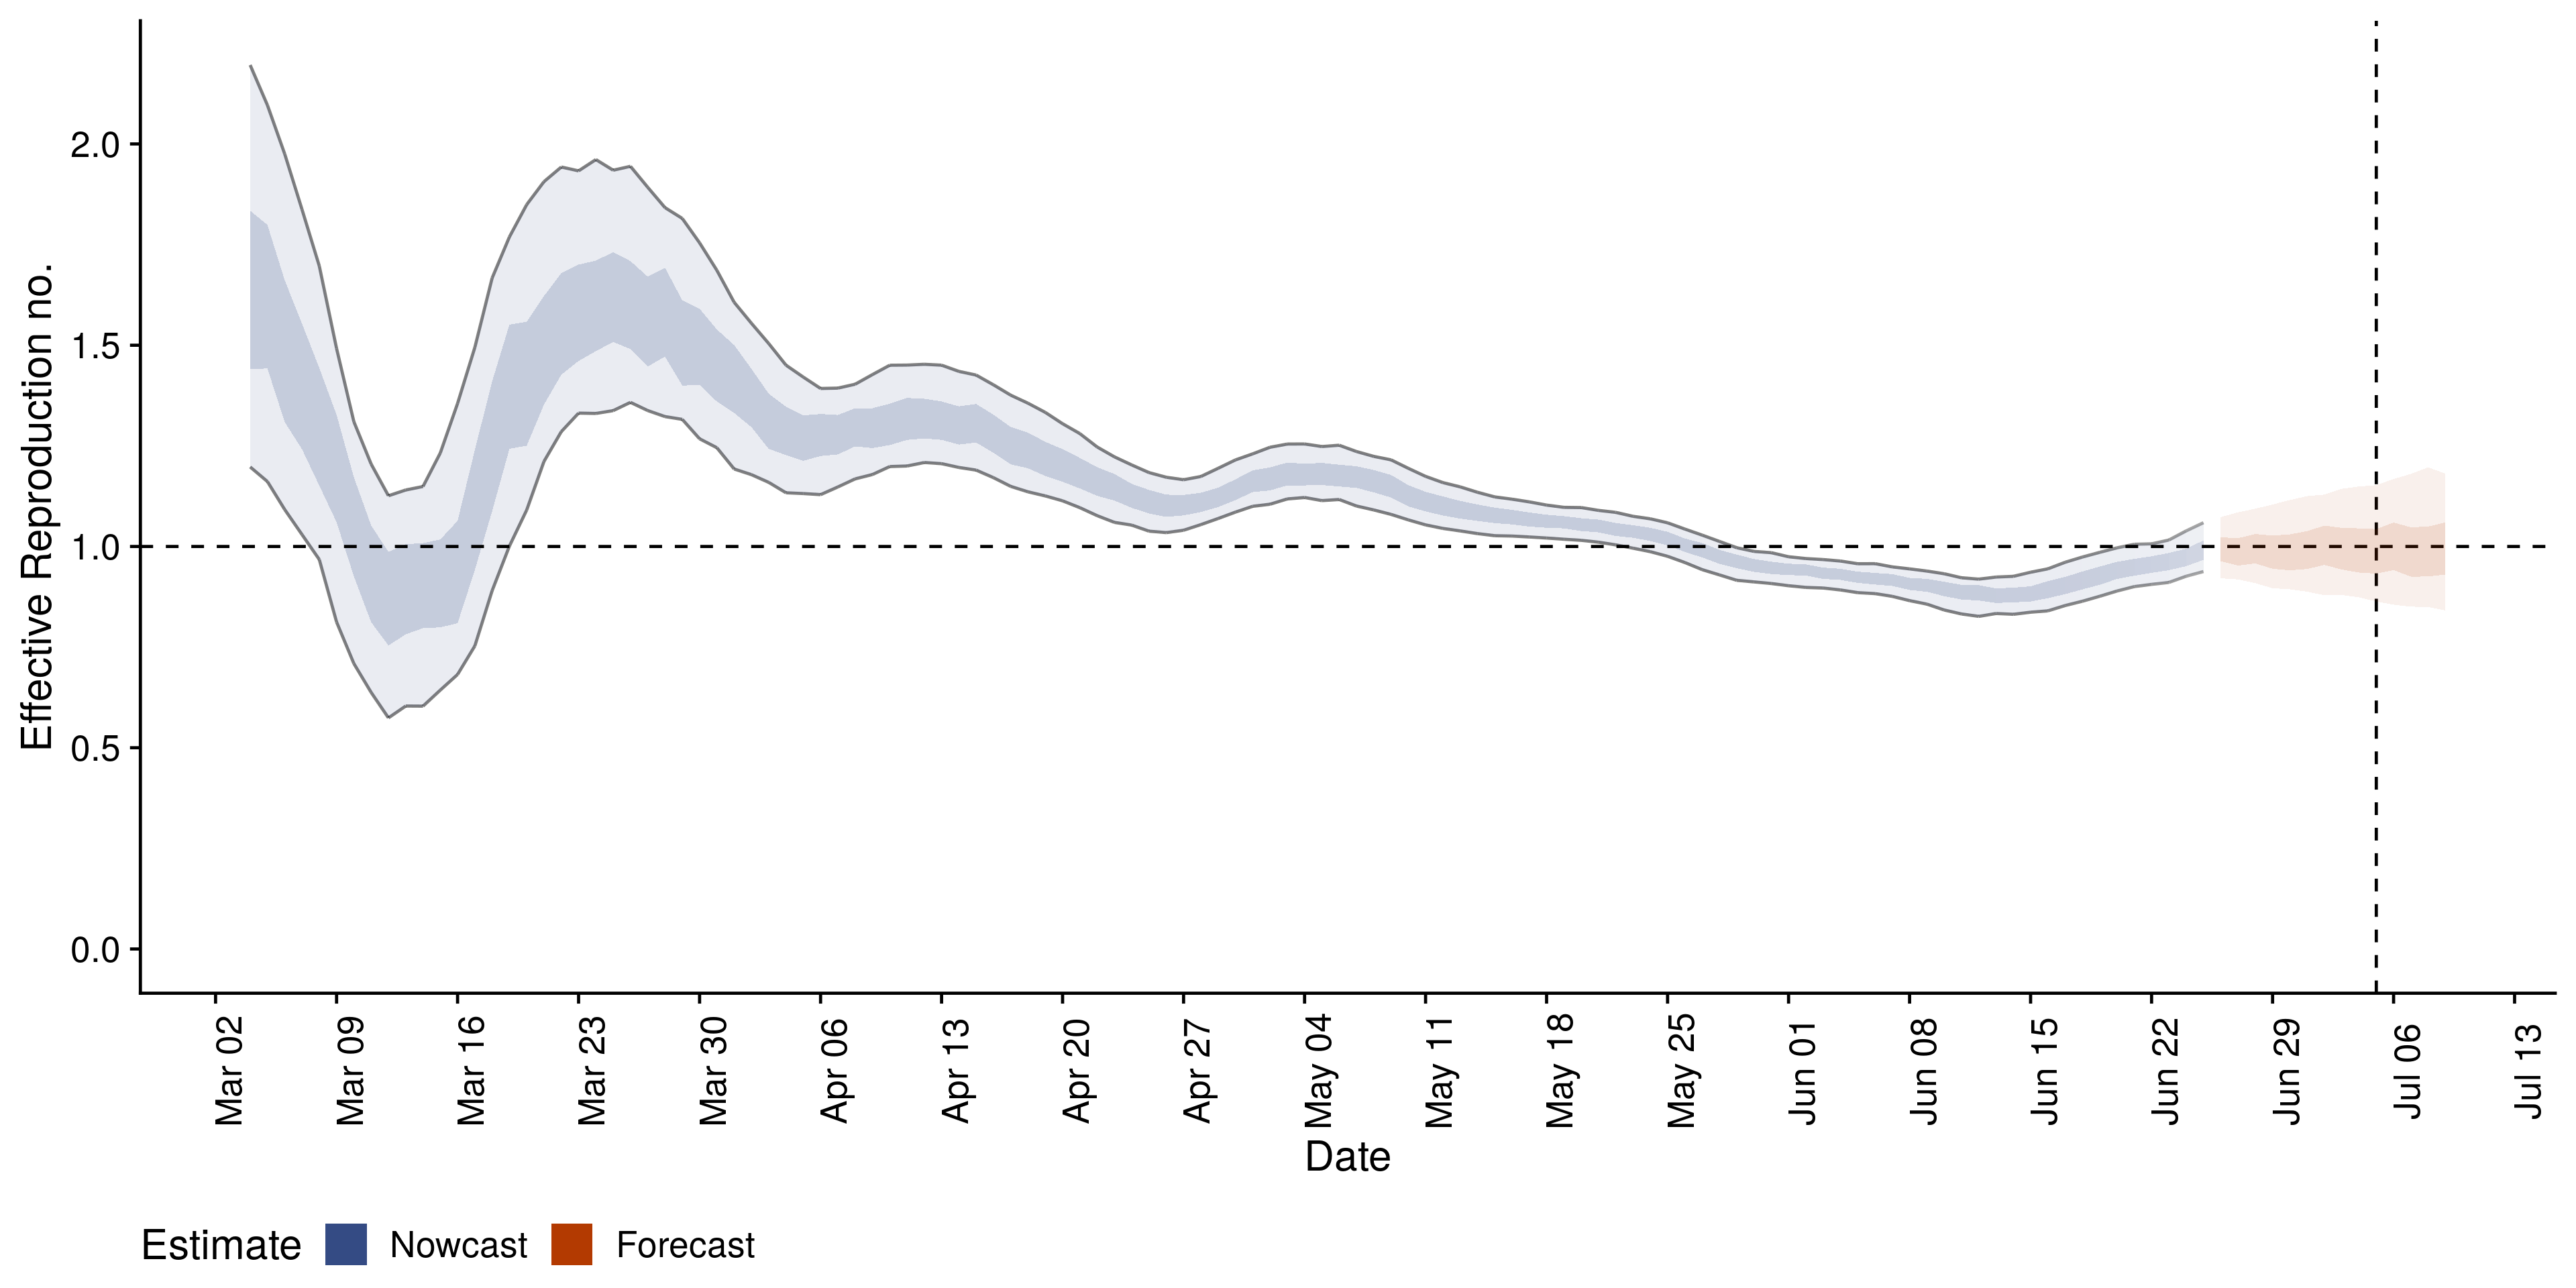 Effective Reproduction no.
2.0
1.5
1.0
0.5
0.0
Mar 02
Mar 09
Mar 16
Mar 23
Mar 30
Apr 06
Apr 13
Apr 20
Apr 27
May 04
May 11
May 18
May 25
Jun 01
Jun 08
Jun 15
Jun 22
Jun 29
Jul 06
Jul 13
Date
Estimate Nowcast Forecast